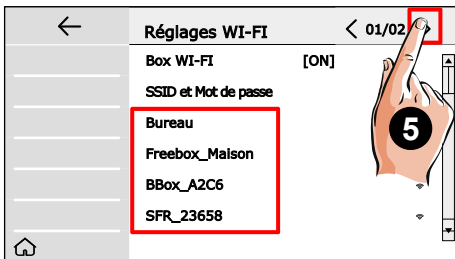 Réglages WI-FI 01/02
Box WI-FI [ON]
SSID et Mot de passe
Bureau
Freebox_Maison
BBox_A2C6
SFR_23658
5